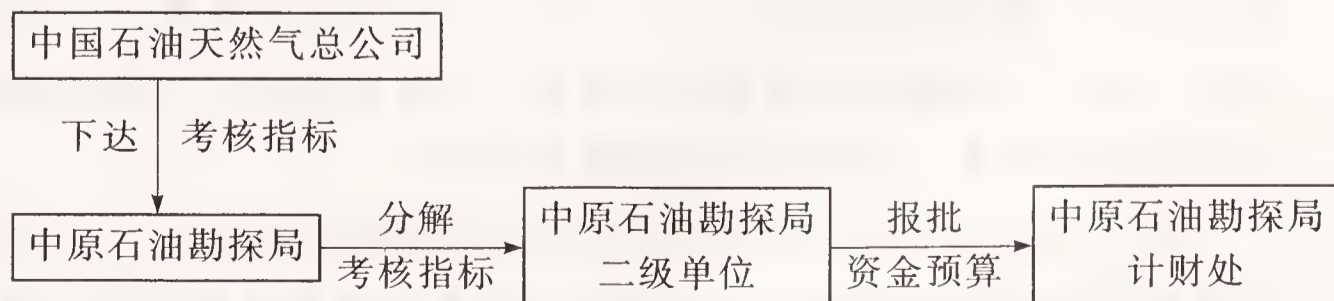 中国石油天然气总公司
下达 考核指标
中原石油勘探局
分解
考核指标
中原石油勘探局
二级单位
报批
资金预算
中原石油勘探局
计财处